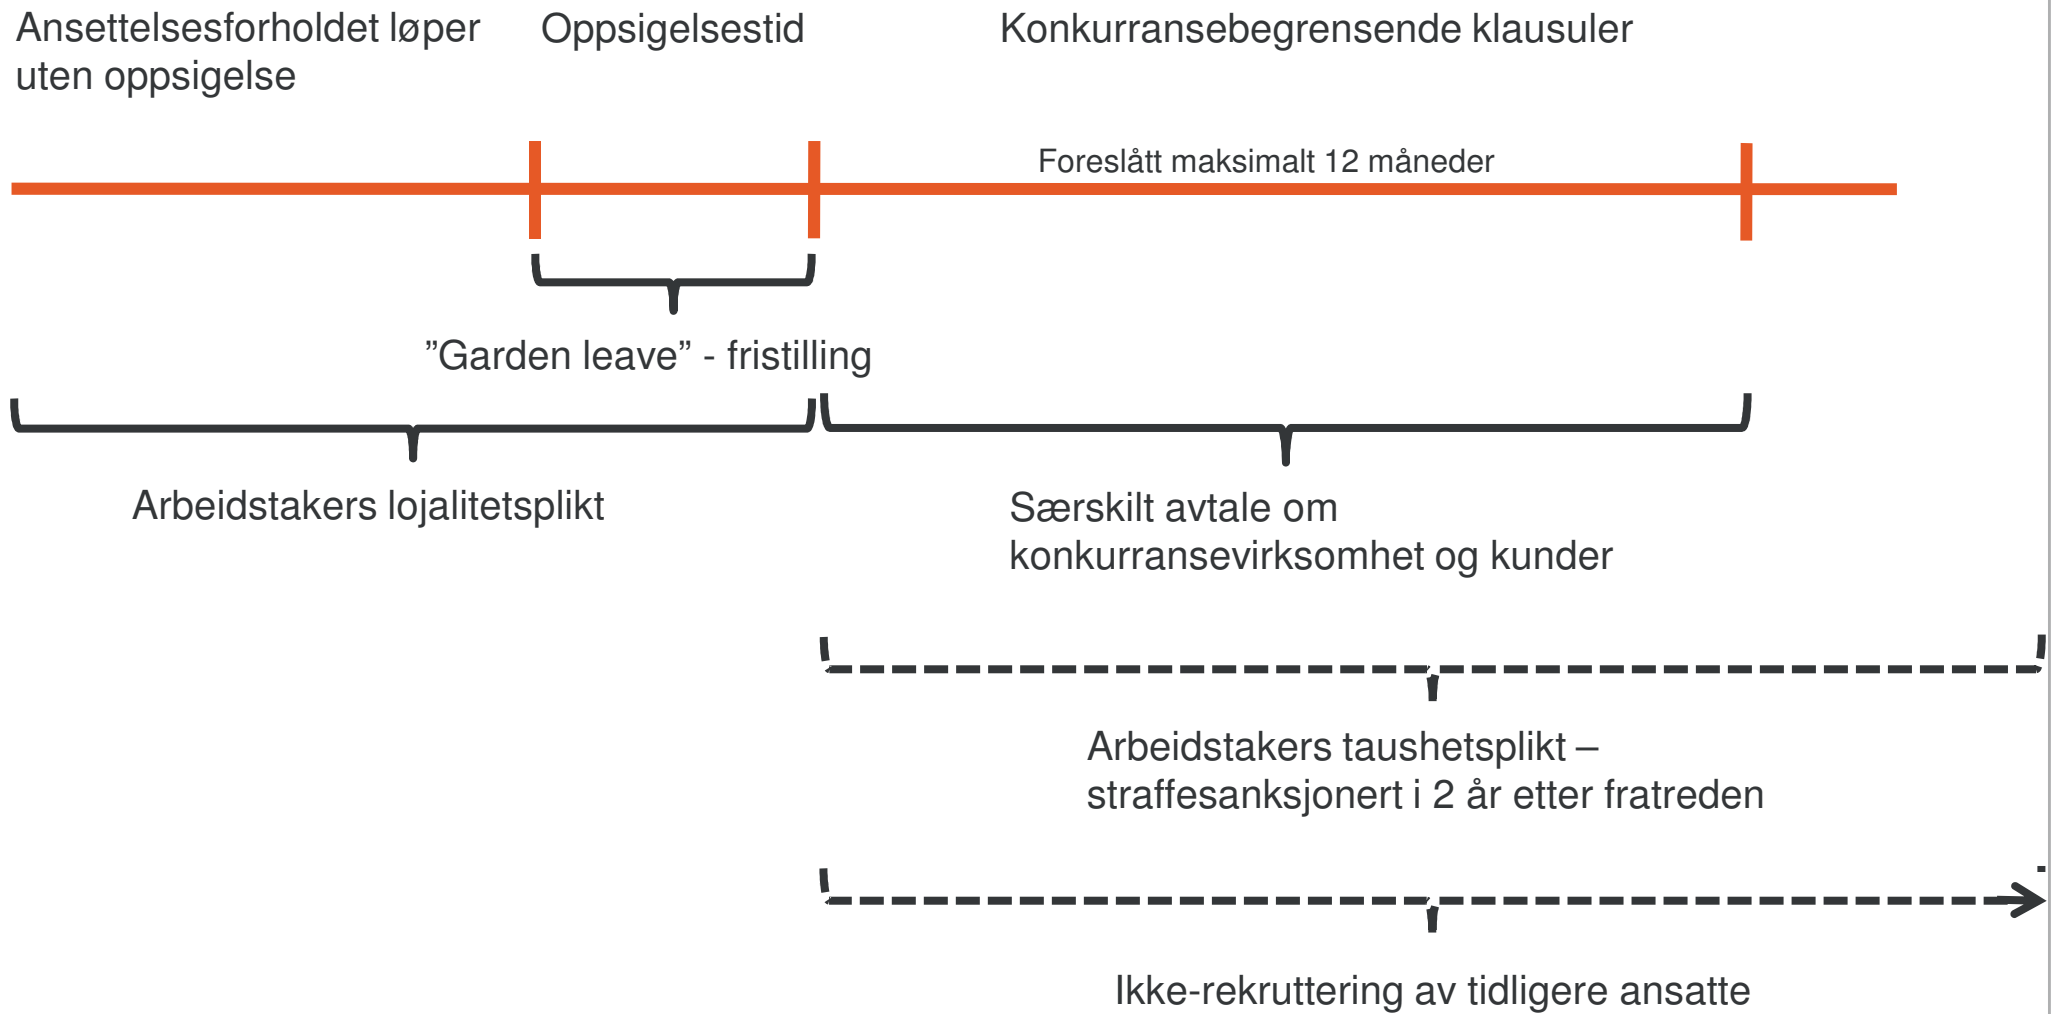 Ansettelsesforholdet løper
uten oppsigelse
Oppsigelsestid
Konkurransebegrensende klausuler
Foreslått maksimalt 12 måneder
”Garden leave” - fristilling
Arbeidstakers lojalitetsplikt
Særskilt avtale om
konkurransevirksomhet og kunder
Arbeidstakers taushetsplikt –
straffesanksjonert i 2 år etter fratreden
Ikke-rekruttering av tidligere ansatte